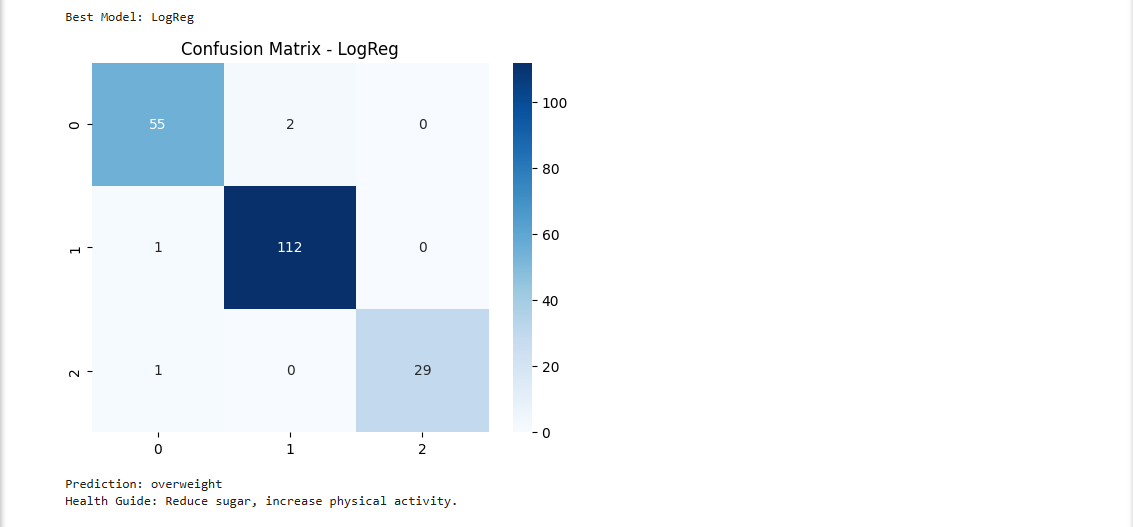 Best Model: LogReg
Confusion Matrix - LogReg
0 55 2 0 100
80
1 1 112 0 60
40
2 1 0 29 20
0
0 1 2
Prediction: overweight
Health Guide: Reduce sugar, increase physical activity.